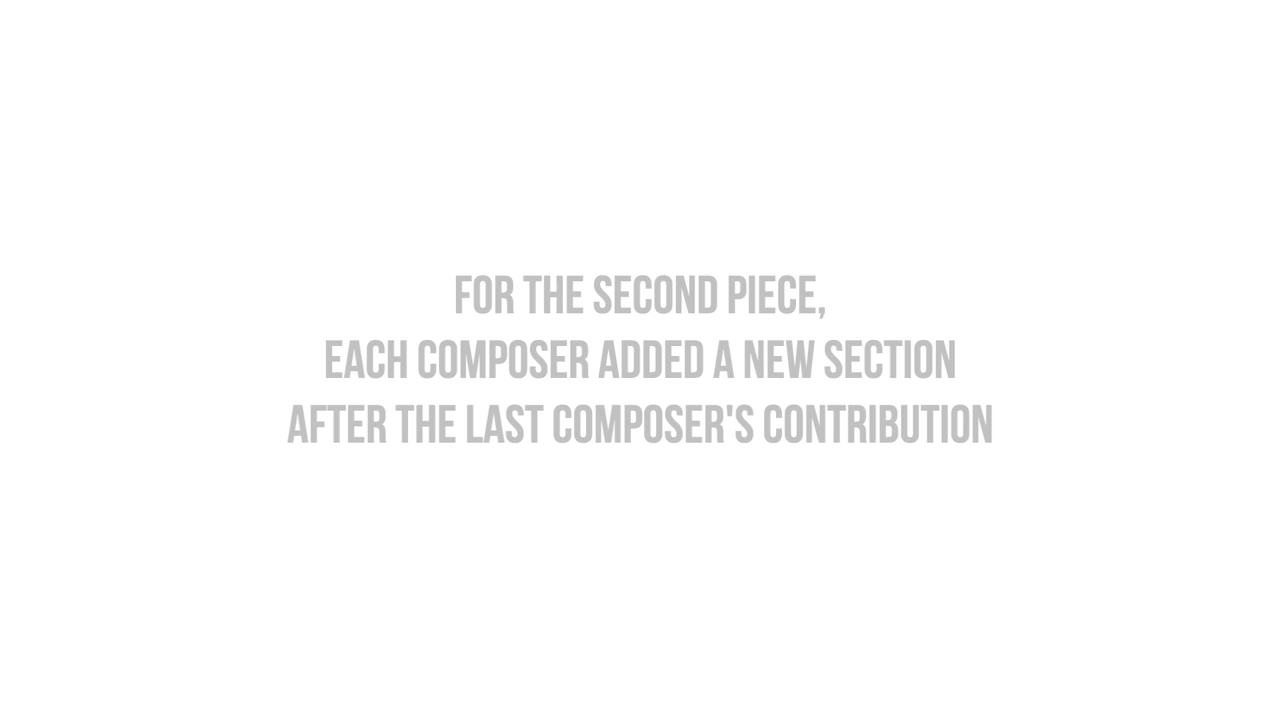 FOR THE SECOND PIECE,
EACH COMPOSER ADDED A NEW SECTION
AFTER THE LAST COMPOSER'S CONTRIBUTION